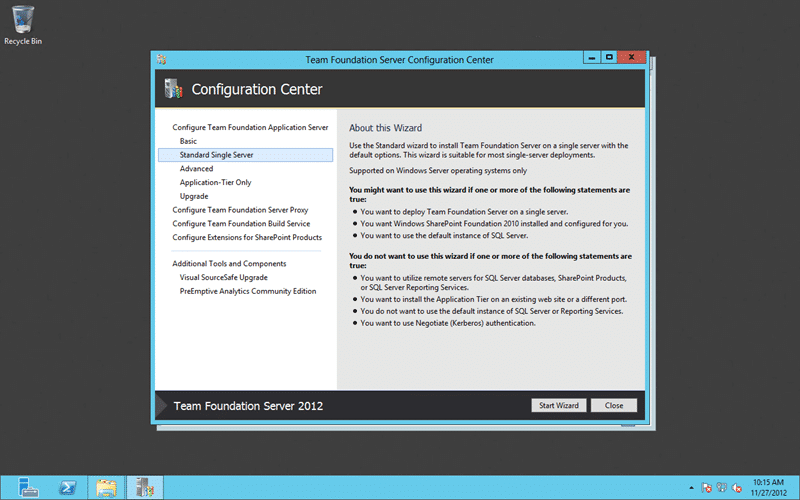 Recycle Bin
Team Foundation Server Configuration Center
Configuration Center
Configure Team Foundation Application Server
Basic
Standard Single Server
Advanced
Application-Tier Only
Upgrade
Configure Team Foundation Server Proxy
Configure Team Foundation Build Service
Configure Extensions for SharePoint Products
Additional Tools and Components
Visual SourceSafe Upgrade
PreEmptive Analytics Community Edition
About this Wizard
Use the Standard wizard to install Team Foundation Server on a single server with the
default options. This wizard is suitable for most single-server deployments.
Supported on Windows Server operating systems only
You might want to use this wizard if one or more of the following statements are
true:
• You want to deploy Team Foundation Server on a single server.
• You want Windows SharePoint Foundation 2010 installed and configured for you.
• You want to use the default instance of SQL Server.
You do not want to use this wizard if one or more of the following statements are
true:
• You want to utilize remote servers for SQL Server databases, SharePoint Products,
or SQL Server Reporting Services.
• You want to install the Application Tier on an existing web site or a different port.
• You do not want to use the default instance of SQL Server or Reporting Services.
• You want to use Negotiate (Kerberos) authentication.
Team Foundation Server 2012
Start Wizard
Close
10:15 AM
11/27/2012